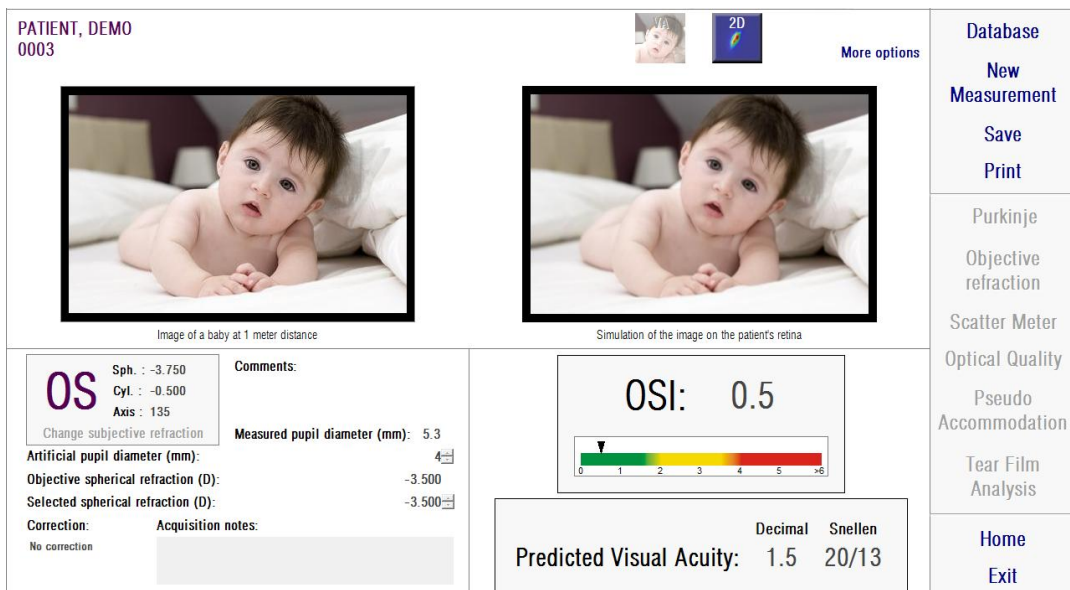 PATIENT, DEMO
0003
VA
2D
More options
Image of a baby at 1 meter distance
Simulation of the image on the patient's retina
OS
Sph. : -3.750
Cyl. : -0.500
Axis : 135
Change subjective refraction
Comments:
Measured pupil diameter (mm): 5.3
Artificial pupil diameter (mm): 4
Objective spherical refraction (D): -3.500
Selected spherical refraction (D): -3.500
Correction: Acquisition notes:
No correction
OSI: 0.5
0 1 2 3 4 5 >6
Decimal Snellen
Predicted Visual Acuity: 1.5 20/13
Database
New
Measurement
Save
Print
Purkinje
Objective
refraction
Scatter Meter
Optical Quality
Pseudo
Accommodation
Tear Film
Analysis
Home
Exit